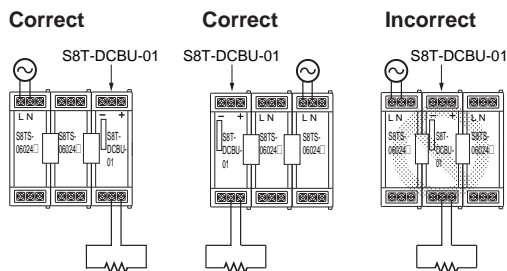 Correct
S8T-DCBU-01
L N
S8TS-
06024□
S8TS-
06024□
− +
S8T-
DCBU-
01
Correct
S8T-DCBU-01
− +
S8T-
DCBU-
01
L N
S8TS-
06024□
L N
S8TS-
06024□
Incorrect
S8T-DCBU-01
L N
S8TS-
06024□
− +
S8T-
DCBU-
01
L N
S8TS-
06024□